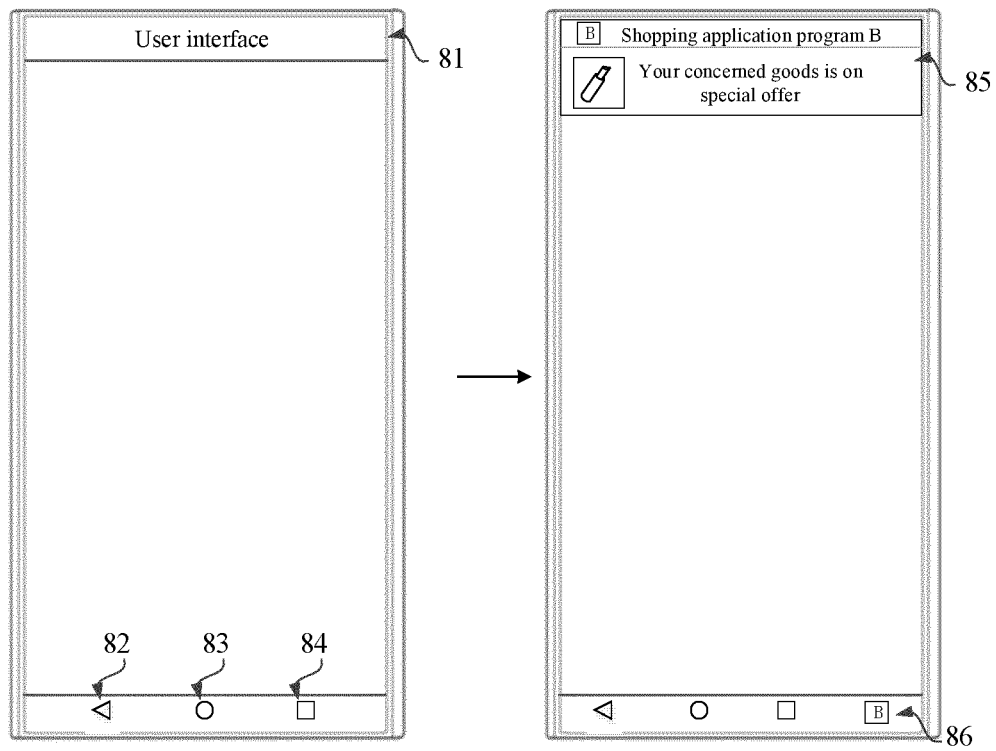 User interface
81
82
83
84
B Shopping application program B
Your concerned goods is on
special offer
85
B
86